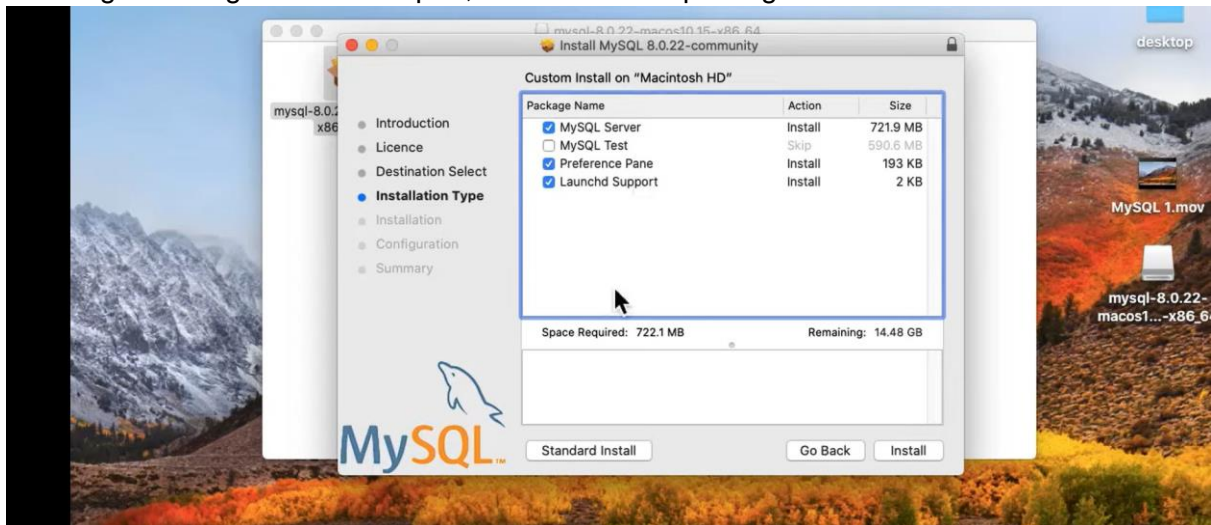 mysql-8.0.22-macos10.15-x86_64
Install MySQL 8.0.22-community
desktop
Custom Install on "Macintosh HD"
Package Name Action Size
mysql-8.0.2
x86
Introduction
Licence
Destination Select
Installation Type
Installation
Configuration
Summary
MySQL Server Install 721.9 MB
MySQL Test Skip 590.6 MB
Preference Pane Install 193 KB
Launchd Support Install 2 KB
Space Required: 722.1 MB Remaining: 14.48 GB
MySQL 1.mov
mysql-8.0.22-
macos1...-x86_64
MySQL™
Standard Install Go Back Install